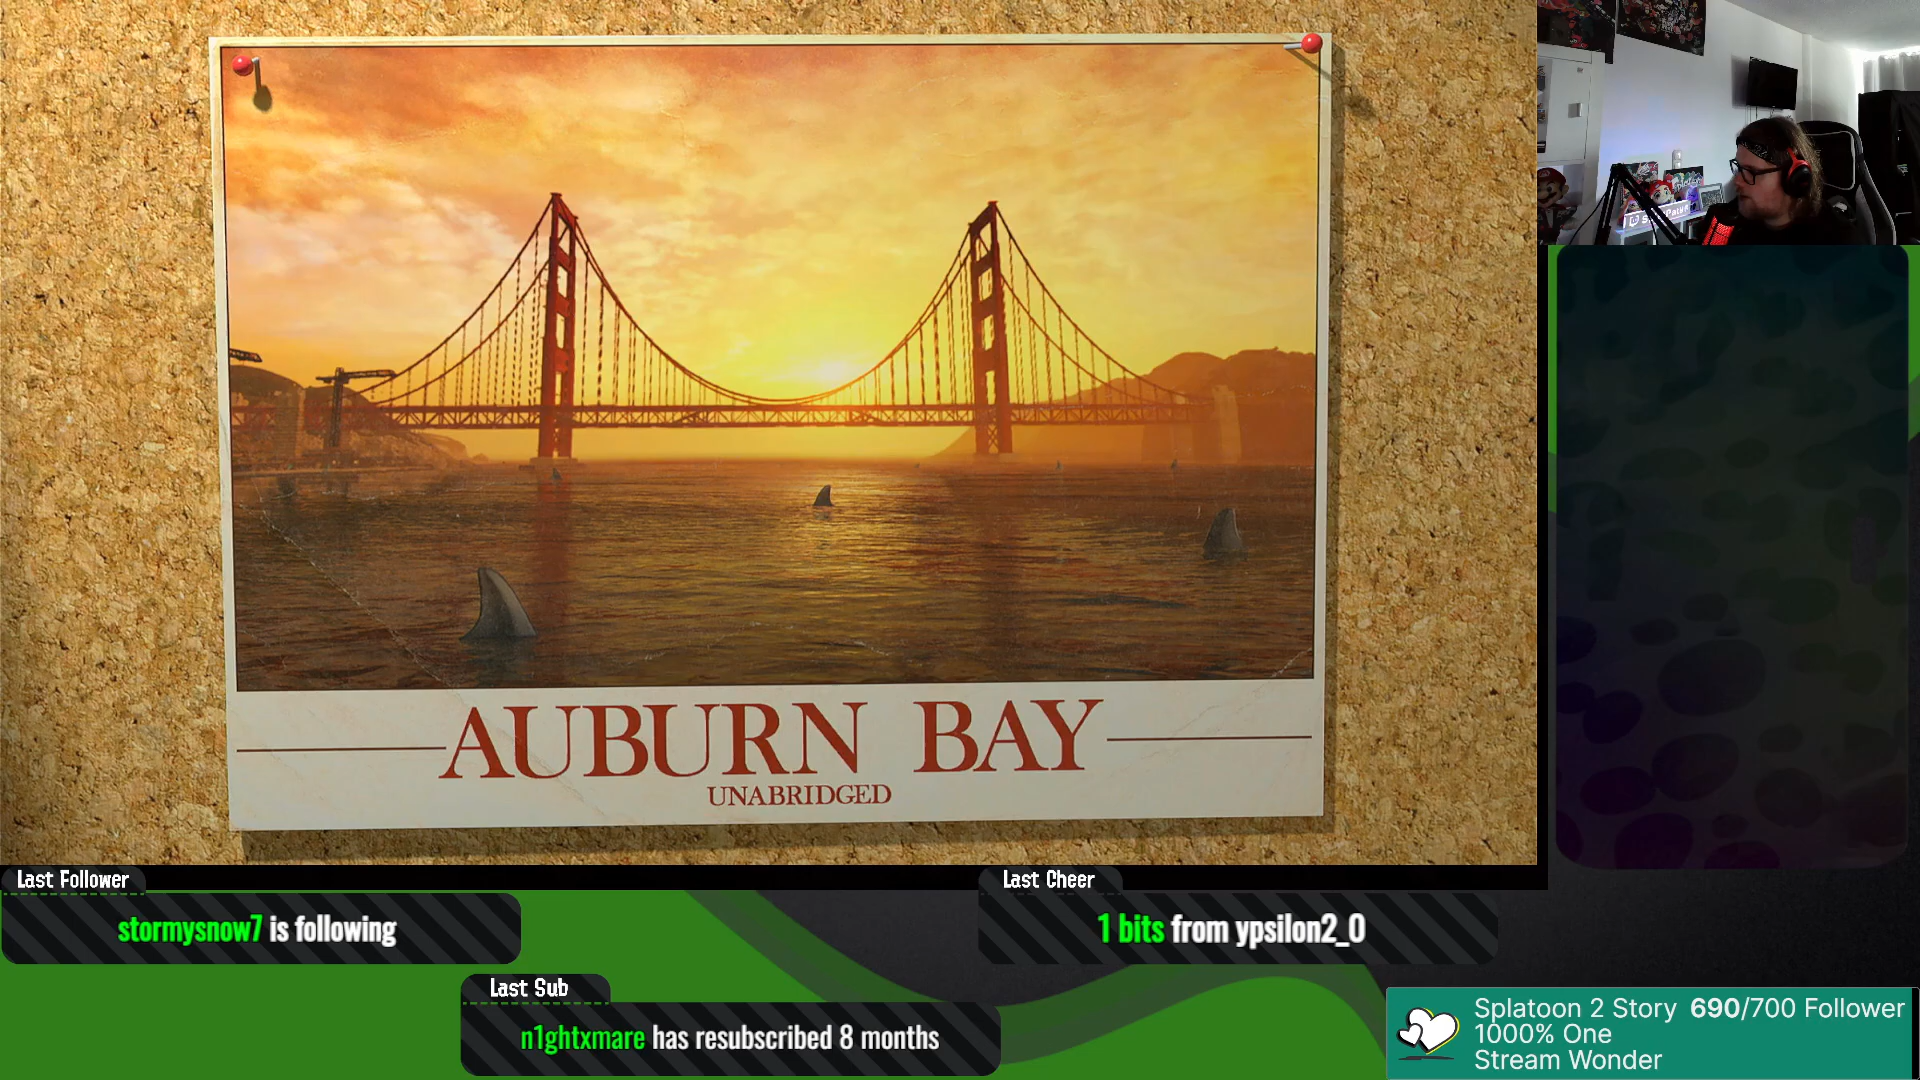 AUBURN BAY
UNABRIDGED
Last Follower
stormysnow7 is following
Last Cheer
1 bits from ypsilon2_0
Last Sub
n1ghtxmare has resubscribed 8 months
Splatoon 2 Story 690/700 Follower
1000% One
Stream Wonder